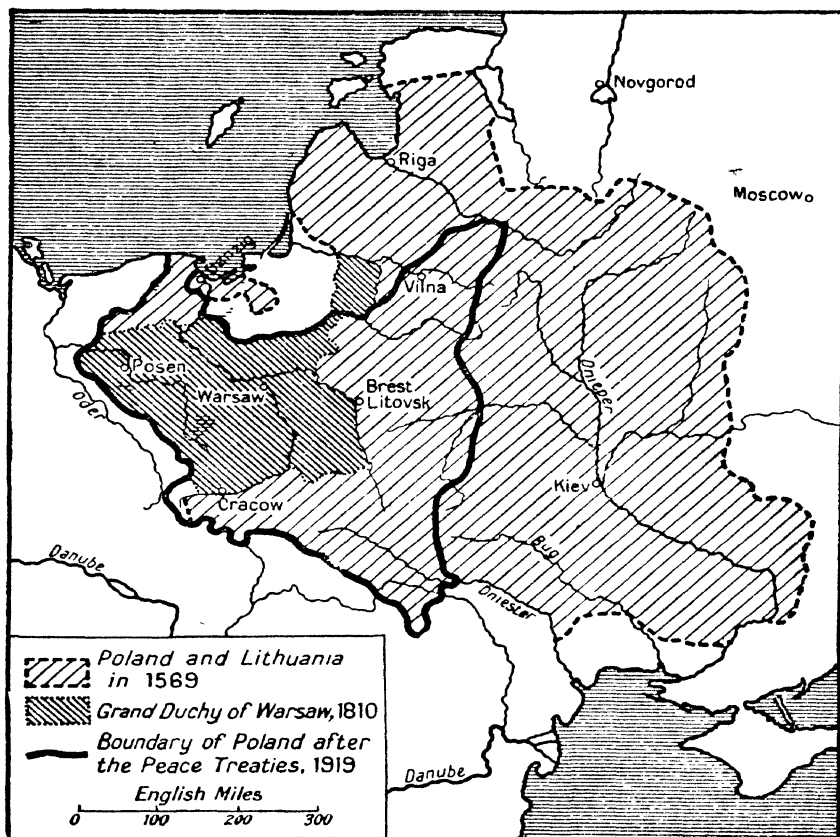 Novgorod
Riga
Moscow
Danzig
Vilna
Posen
Warsaw
Brest
Litovsk
Oder
Dnieper
Kiev
Cracow
Bug
Danube
Dniester
Poland and Lithuania
in 1569
Grand Duchy of Warsaw, 1810
Boundary of Poland after
the Peace Treaties, 1919
Danube
English Miles
0 100 200 300